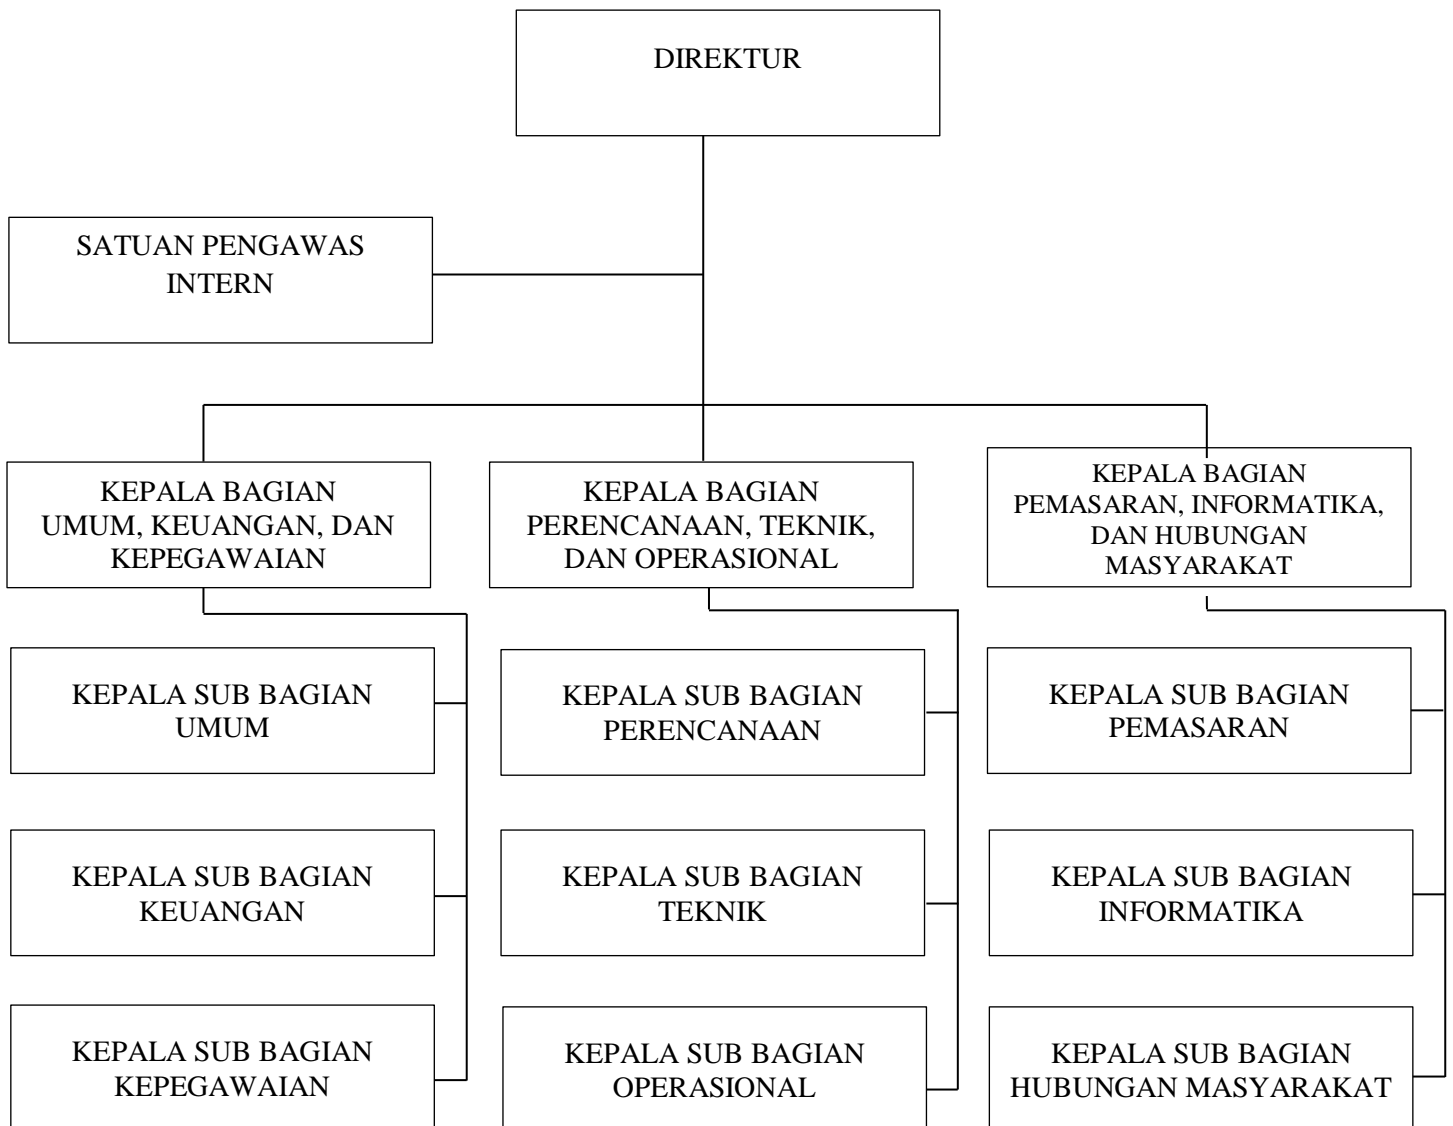 DIREKTUR
SATUAN PENGAWAS
INTERN
KEPALA BAGIAN
UMUM, KEUANGAN, DAN
KEPEGAWAIAN
KEPALA BAGIAN
PERENCANAAN, TEKNIK,
DAN OPERASIONAL
KEPALA BAGIAN
PEMASARAN, INFORMATIKA,
DAN HUBUNGAN
MASYARAKAT
KEPALA SUB BAGIAN
UMUM
KEPALA SUB BAGIAN
PERENCANAAN
KEPALA SUB BAGIAN
PEMASARAN
KEPALA SUB BAGIAN
KEUANGAN
KEPALA SUB BAGIAN
TEKNIK
KEPALA SUB BAGIAN
INFORMATIKA
KEPALA SUB BAGIAN
KEPEGAWAIAN
KEPALA SUB BAGIAN
OPERASIONAL
KEPALA SUB BAGIAN
HUBUNGAN MASYARAKAT